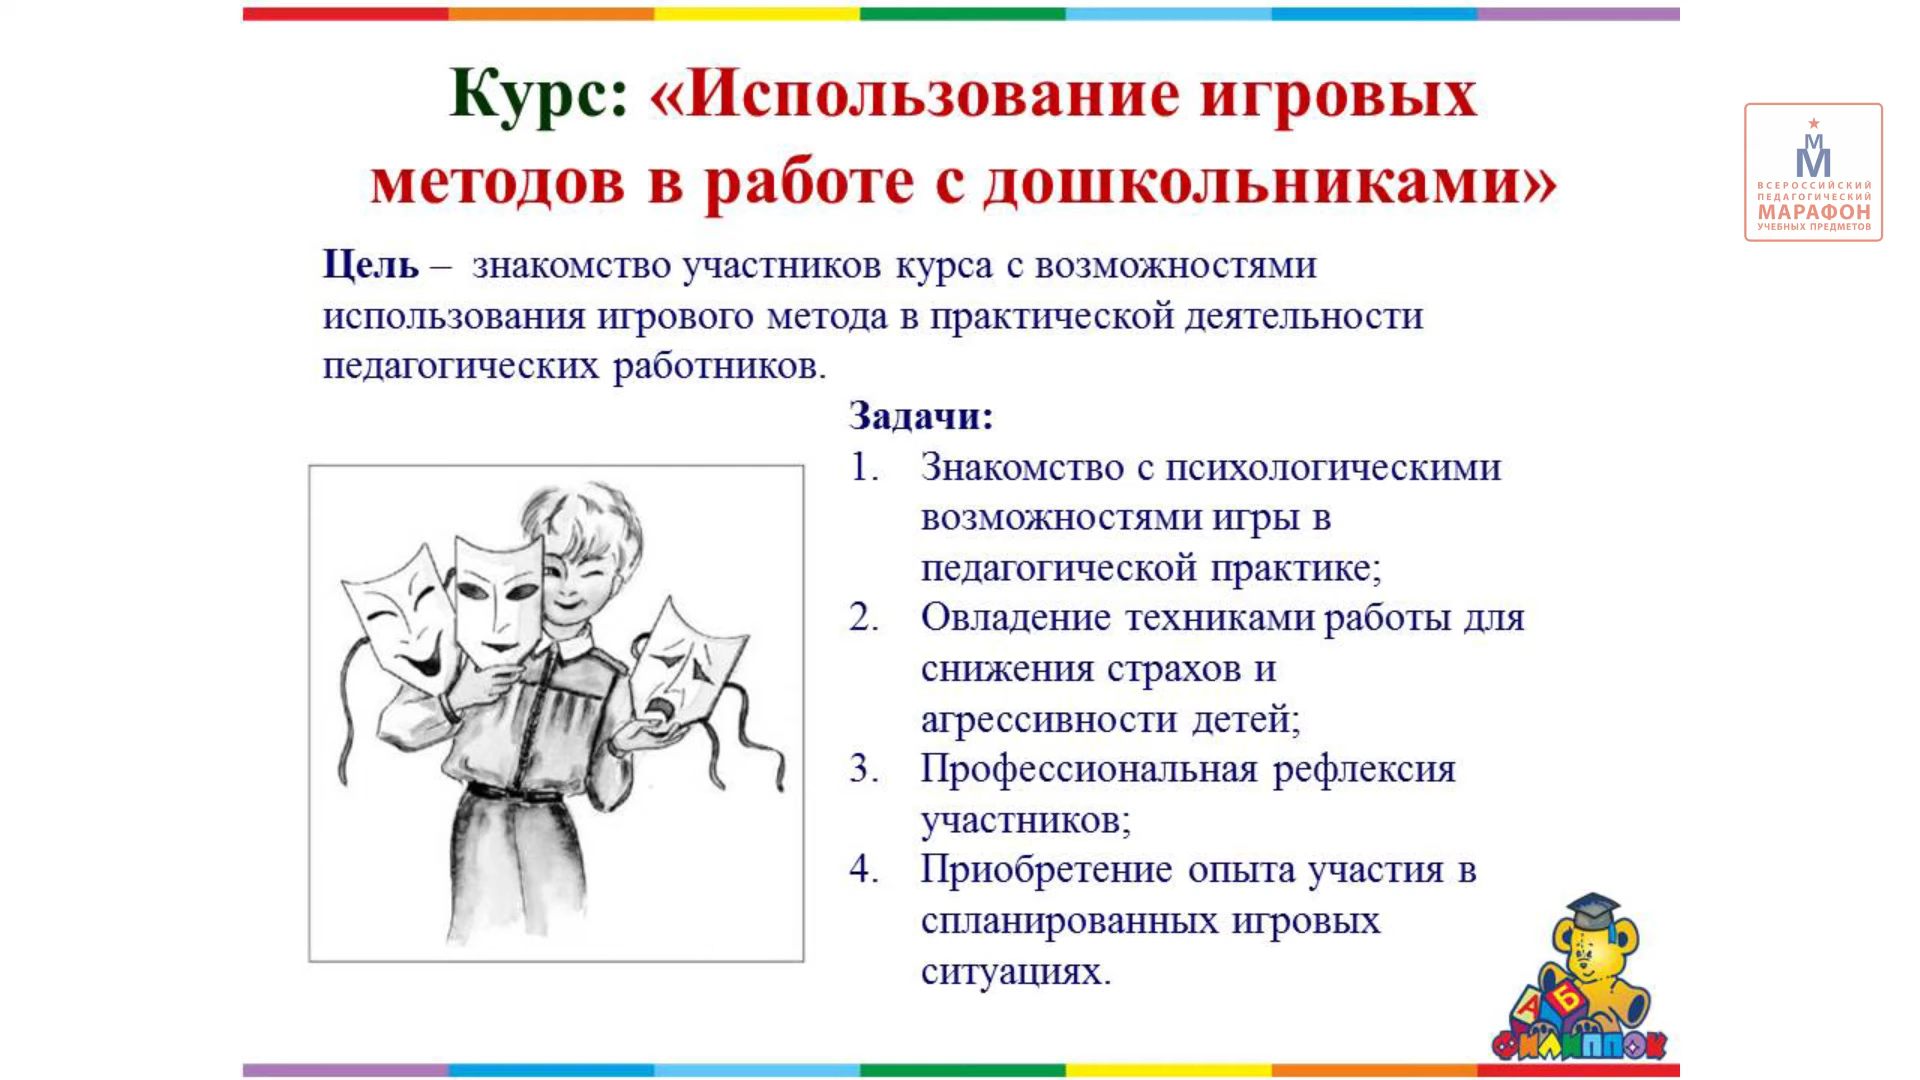 Курс: «Использование игровых
методов в работе с дошкольниками»
Цель – знакомство участников курса с возможностями
использования игрового метода в практической деятельности
педагогических работников.
Задачи:
1. Знакомство с психологическими
возможностями игры в
педагогической практике;
2. Овладение техниками работы для
снижения страхов и
агрессивности детей;
3. Профессиональная рефлексия
участников;
4. Приобретение опыта участия в
спланированных игровых
ситуациях.
М
М
ВСЕРОССИЙСКИЙ
ПЕДАГОГИЧЕСКИЙ
МАРАФОН
УЧЕБНЫХ ПРЕДМЕТОВ
А Б
ФИЛИППОК